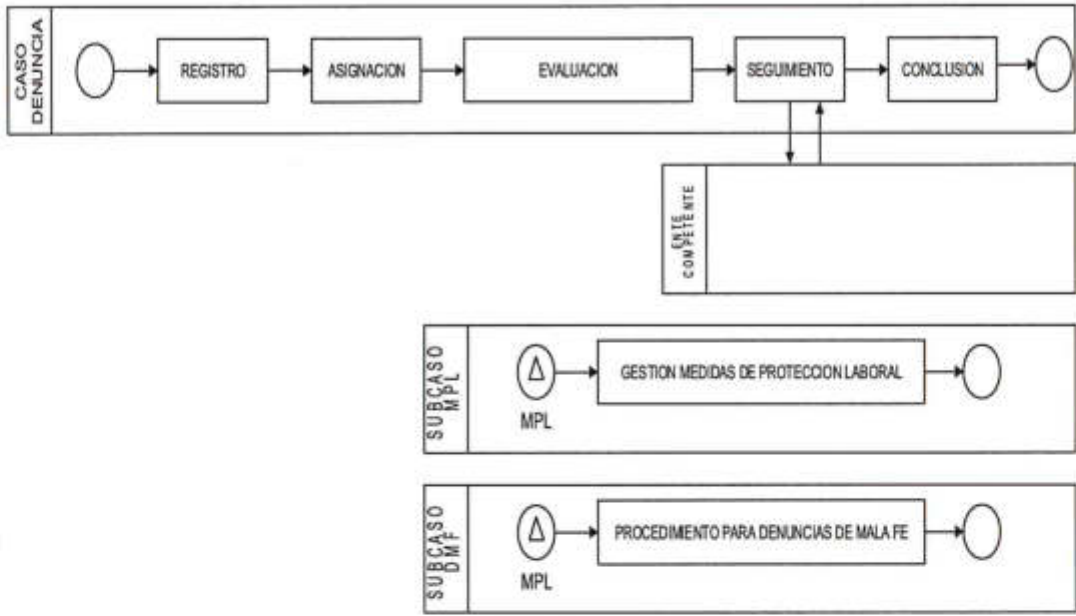 CASO
DENUNCIA
REGISTRO
ASIGNACION
EVALUACION
SEGUIMIENTO
CONCLUSION
ENTE
COMPETENTE
SUBCASO
MPL
MPL
GESTION MEDIDAS DE PROTECCION LABORAL
SUBCASO
DMF
MPL
PROCEDIMIENTO PARA DENUNCIAS DE MALA FE